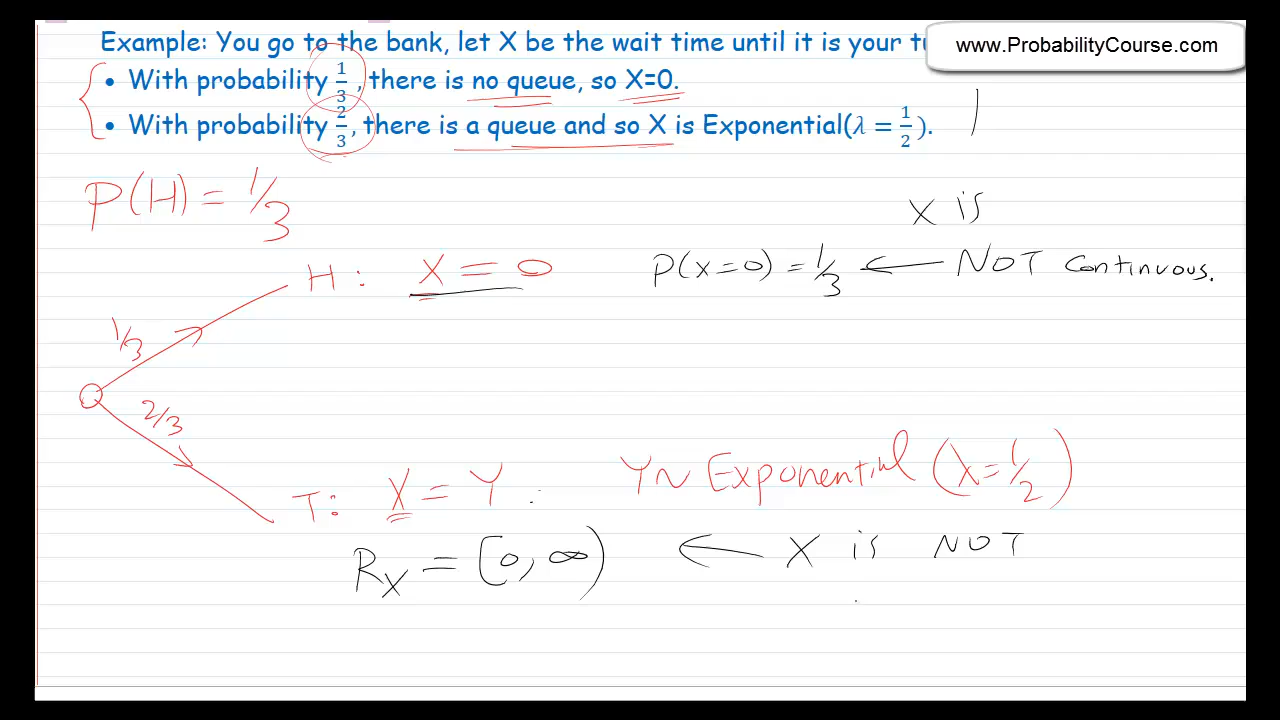 Example: You go to the bank, let X be the wait time until it is your
www.ProbabilityCourse.com
• With probability 1/3, there is no queue, so X=0.
• With probability 2/3, there is a queue and so X is Exponential(λ = 1/2).
P(H) = 1/3
X is
H: X = 0
P(X=0) = 1/3 ← NOT continuous.
1/3
2/3
T: X = Y. Y~ Exponential (λ=1/2)
R_X = [0, ∞) ← X is NOT